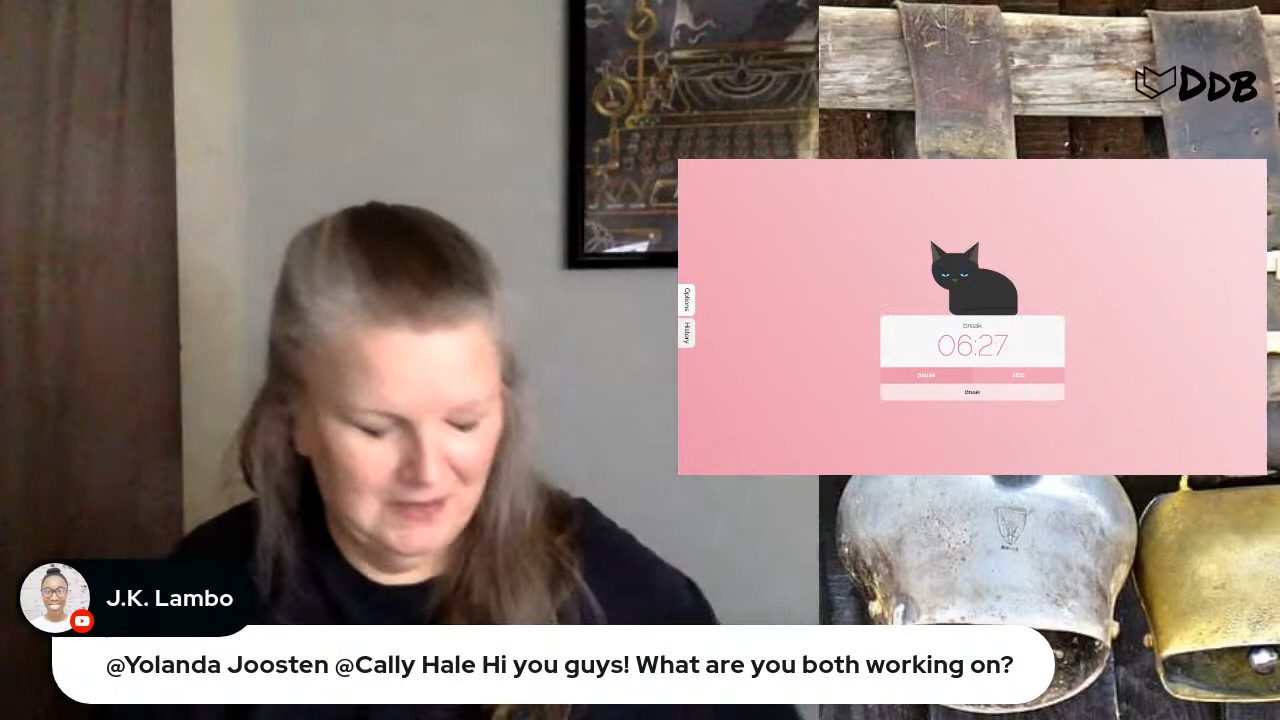 DDB
Options
History
break
06:27
pause
stop
Break
J.K. Lambo
@Yolanda Joosten @Cally Hale Hi you guys! What are you both working on?